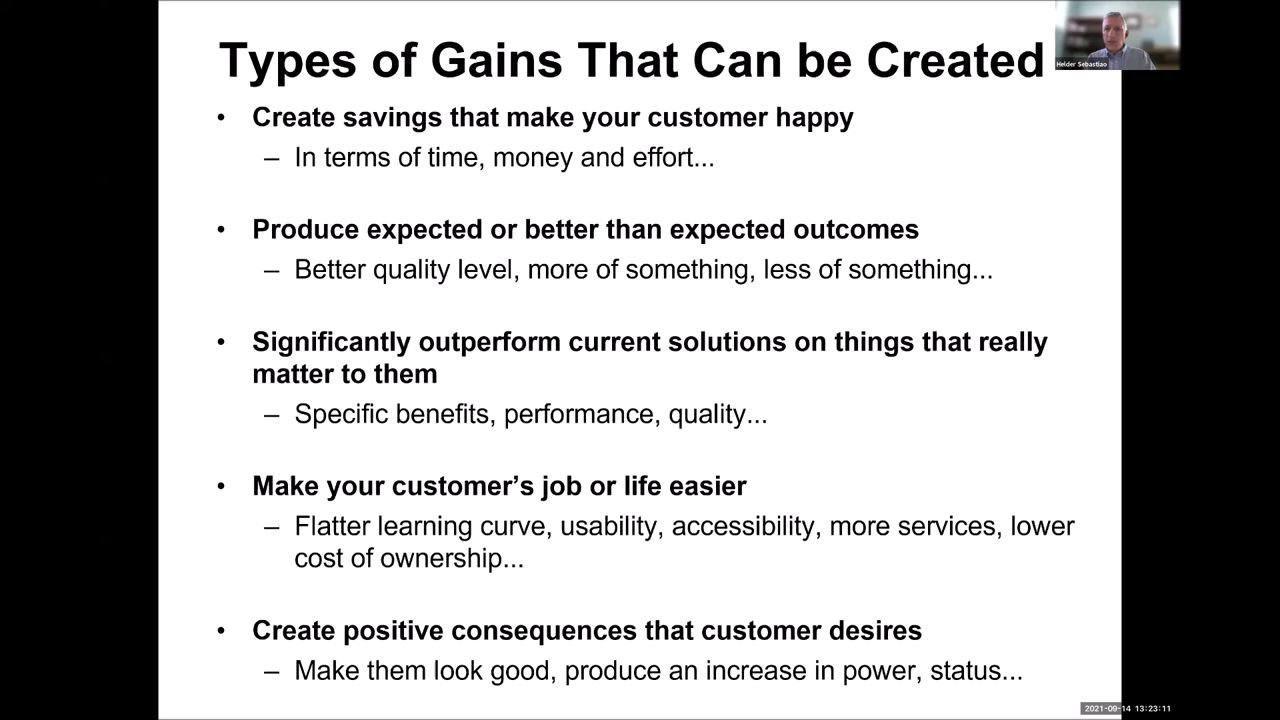 Types of Gains That Can be Created
Helder Sebastiao
• Create savings that make your customer happy
– In terms of time, money and effort...
• Produce expected or better than expected outcomes
– Better quality level, more of something, less of something...
• Significantly outperform current solutions on things that really
matter to them
– Specific benefits, performance, quality...
• Make your customer’s job or life easier
– Flatter learning curve, usability, accessibility, more services, lower
cost of ownership...
• Create positive consequences that customer desires
– Make them look good, produce an increase in power, status...
2021-09-14 13:23:11